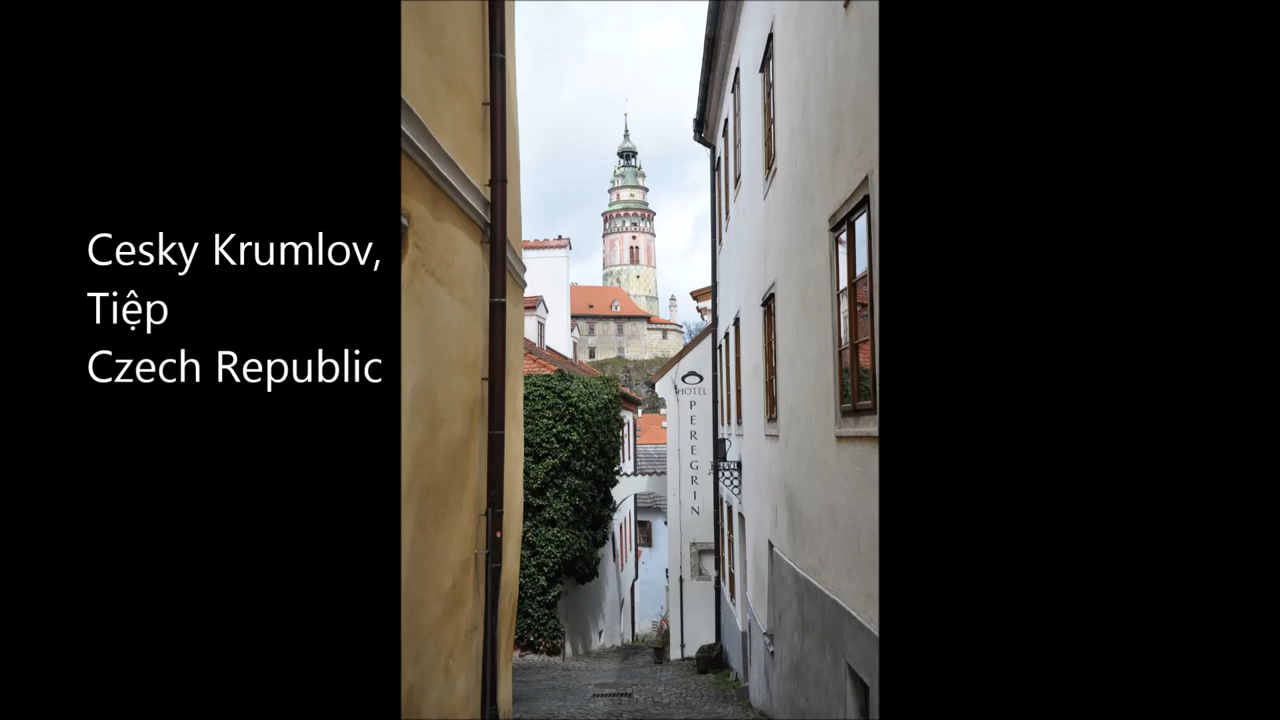 Cesky Krumlov,
Tiệp
Czech Republic
HOTEL
PEREGRIN